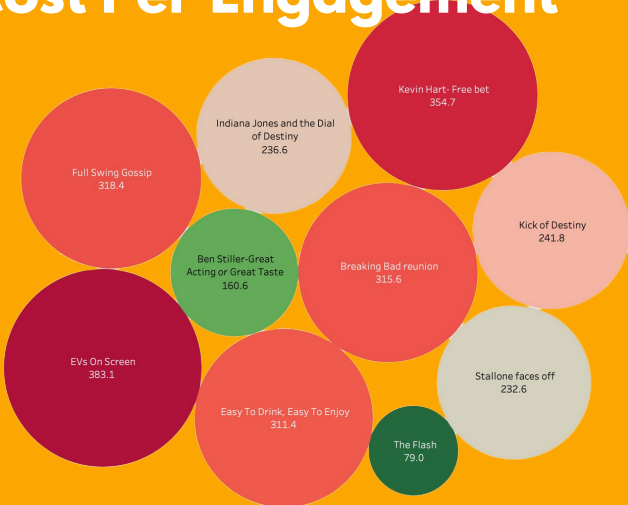 Cost Per Engagement
Kevin Hart- Free bet
354.7
Indiana Jones and the Dial
of Destiny
236.6
Full Swing Gossip
318.4
Kick of Destiny
241.8
Ben Stiller-Great
Acting or Great Taste
160.6
Breaking Bad reunion
315.6
EVs On Screen
383.1
Stallone faces off
232.6
Easy To Drink, Easy To Enjoy
311.4
The Flash
79.0